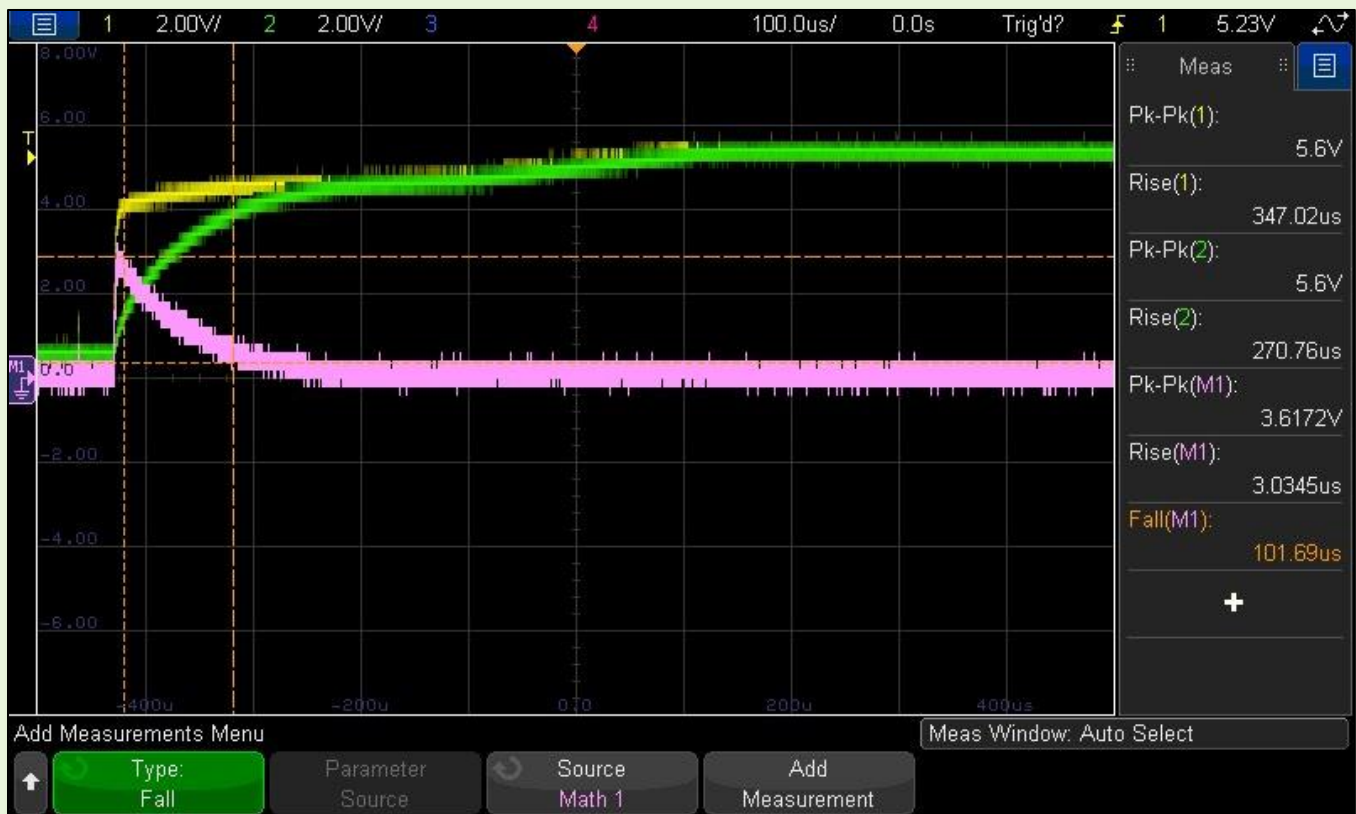 1 2.00V/ 2 2.00V/ 3 4 100.0us/ 0.0s Trig'd? 1 5.23V
8.00V
6.00
T
4.00
2.00
M1 0.0
-2.00
-4.00
-6.00
-400u -200u 0.0 200u 400us
Meas
Pk-Pk(1):
5.6V
Rise(1):
347.02us
Pk-Pk(2):
5.6V
Rise(2):
270.76us
Pk-Pk(M1):
3.6172V
Rise(M1):
3.0345us
Fall(M1):
101.69us
Add Measurements Menu
Meas Window: Auto Select
Type:
Fall
Parameter
Source
Source
Math 1
Add
Measurement